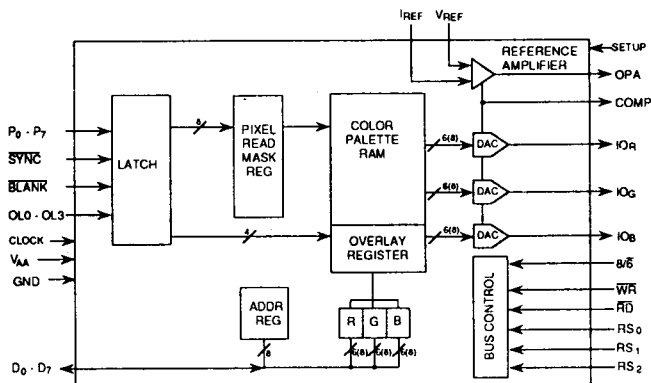 IREF VREF
REFERENCE
AMPLIFIER
SETUP
OPA
COMP
P0 - P7
SYNC
BLANK
OL0 - OL3
CLOCK
VAA
GND
LATCH
8
PIXEL
READ
MASK
REG
4
COLOR
PALETTE
RAM
OVERLAY
REGISTER
6(8)
6(8)
6(8)
DAC
DAC
DAC
IOR
IOG
IOB
8/6
WR
RD
RS0
RS1
RS2
BUS CONTROL
ADDR
REG
8
R G B
6(8) 6(8) 6(8)
D0 - D7